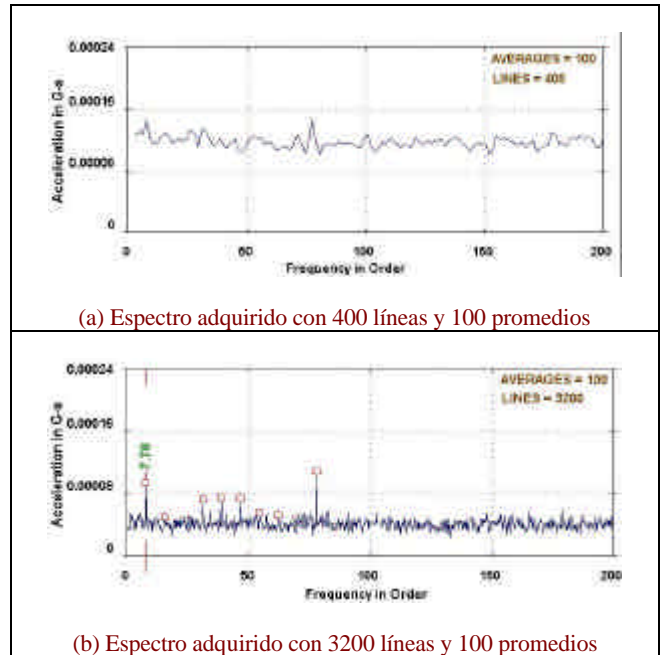 0.00024
AVERAGES = 100
LINES = 400
0.00016
Acceleration in G-s
0
0 50 100 150 200
Frequency in Order
(a) Espectro adquirido con 400 líneas y 100 promedios
0.00024
AVERAGES = 100
LINES = 3200
0.00016
7.78
Acceleration in G-s
0.00008
0
0 50 100 150 200
Frequency in Order
(b) Espectro adquirido con 3200 líneas y 100 promedios